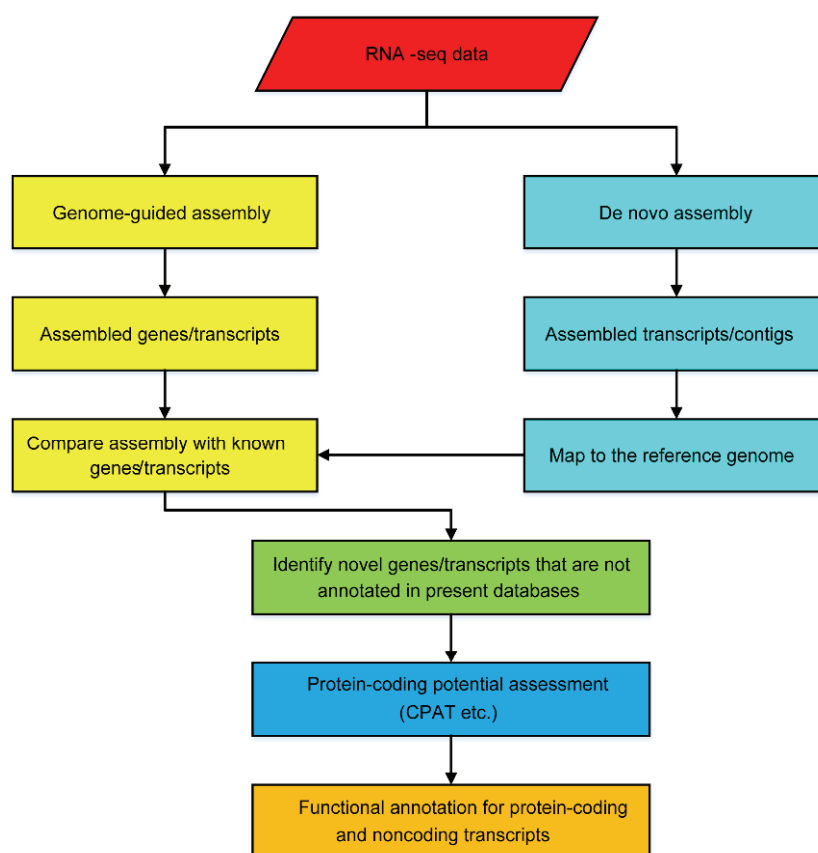 RNA -seq data
Genome-guided assembly
De novo assembly
Assembled genes/transcripts
Assembled transcripts/contigs
Compare assembly with known
genes/transcripts
Map to the reference genome
Identify novel genes/transcripts that are not
annotated in present databases
Protein-coding potential assessment
(CPAT etc.)
Functional annotation for protein-coding
and noncoding transcripts